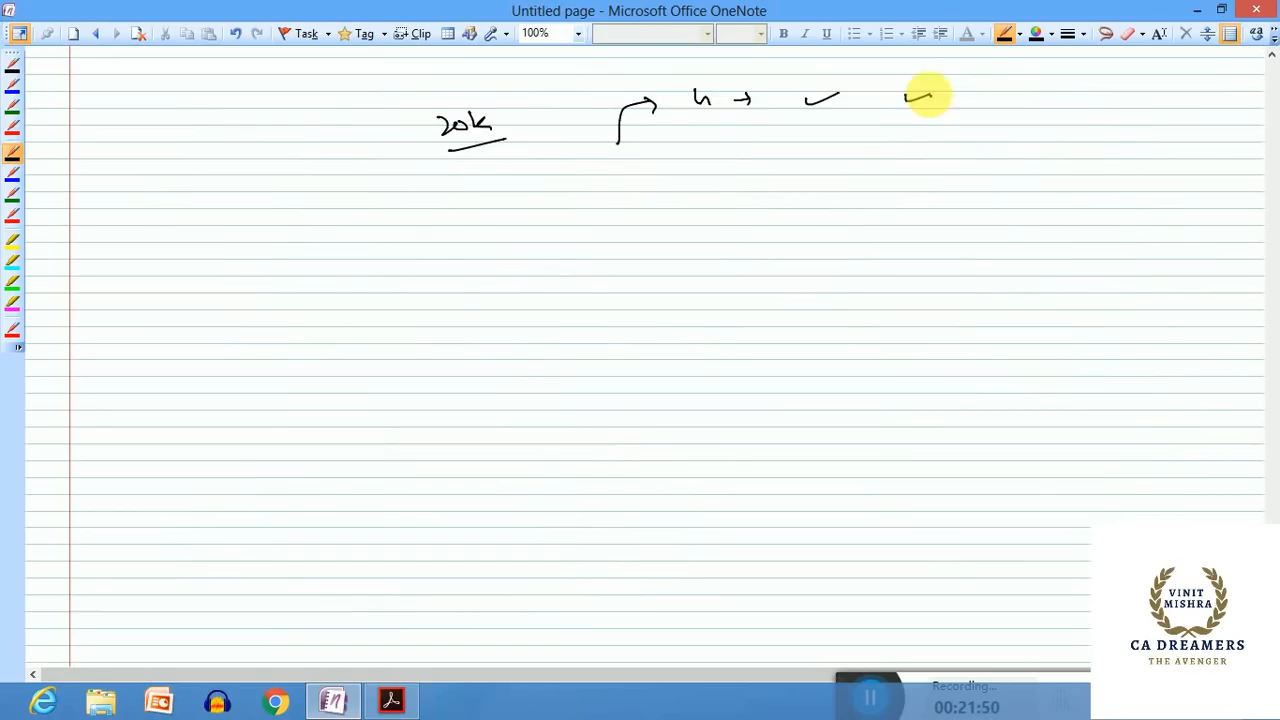 Untitled page - Microsoft Office OneNote
Task Tag Clip 100% B I U
20k
h → ✓ ✓
VINIT
MISHRA
CA DREAMERS
THE AVENGER
Recording...
00:21:50